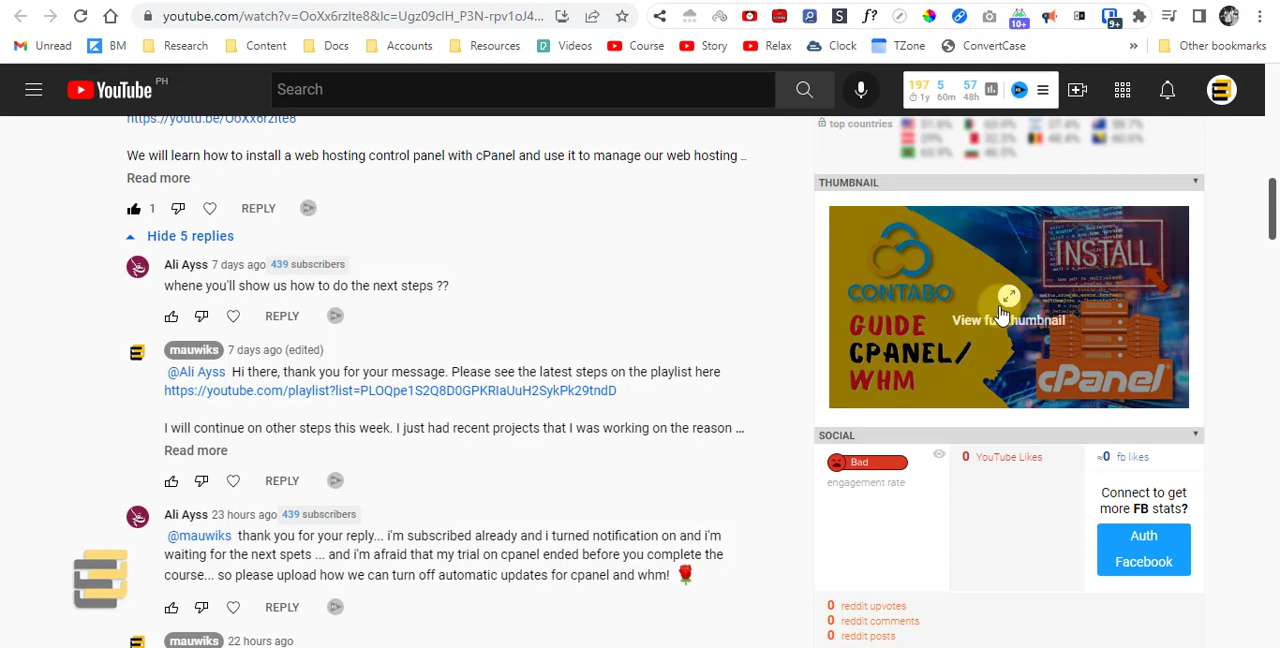 youtube.com/watch?v=OoXx6rzlte8&lc=Ugz09clH_P3N-rpv1oJ4...
10+
9+
Unread
BM
Research
Content
Docs
Accounts
Resources
Videos
Course
Story
Relax
Clock
TZone
ConvertCase
»
Other bookmarks
YouTube PH
Search
197 5 57
1y 60m 48h
https://youtu.be/OoXx6rzlte8
We will learn how to install a web hosting control panel with cPanel and use it to manage our web hosting ...
Read more
1
REPLY
Hide 5 replies
Ali Ayss 7 days ago 439 subscribers
whene you'll show us how to do the next steps ??
REPLY
mauwiks 7 days ago (edited)
@Ali Ayss Hi there, thank you for your message. Please see the latest steps on the playlist here
https://youtube.com/playlist?list=PLOQpe1S2Q8D0GPKRIaUuH2SykPk29tndD
I will continue on other steps this week. I just had recent projects that I was working on the reason ...
Read more
REPLY
Ali Ayss 23 hours ago 439 subscribers
@mauwiks thank you for your reply... i'm subscribed already and i turned notification on and i'm
waiting for the next spets ... and i'm afraid that my trial on cpanel ended before you complete the
course... so please upload how we can turn off automatic updates for cpanel and whm!
REPLY
mauwiks 22 hours ago
top countries
THUMBNAIL
CONTABO
GUIDE
CPANEL/
WHM
INSTALL
cPanel
View full thumbnail
SOCIAL
Bad
engagement rate
0 YouTube Likes
≈0 fb likes
Connect to get
more FB stats?
Auth
Facebook
0 reddit upvotes
0 reddit comments
0 reddit posts